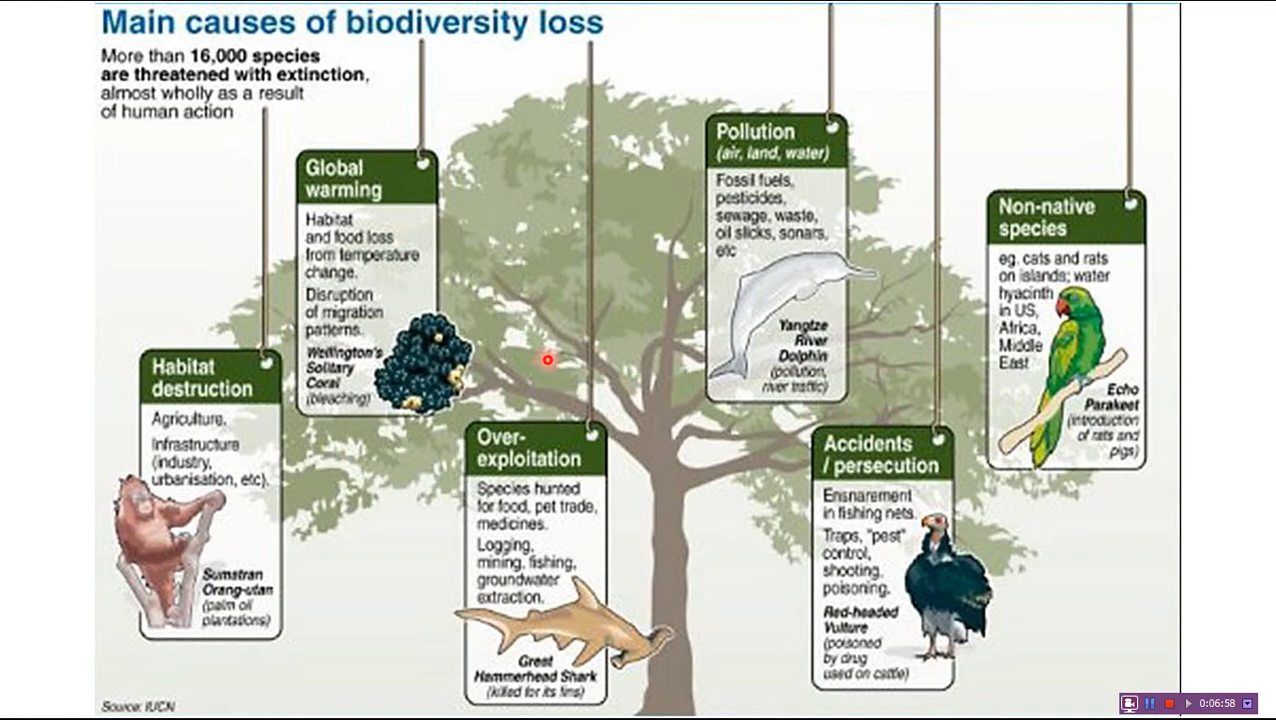 Main causes of biodiversity loss
More than 16,000 species
are threatened with extinction,
almost wholly as a result
of human action
Habitat
destruction
Agriculture.
Infrastructure
(industry,
urbanisation, etc).
Sumatran
Orang-utan
(palm oil
plantations)
Global
warming
Habitat
and food loss
from temperature
change.
Disruption
of migration
patterns.
Wellington's
Solitary
Coral
(bleaching)
Over-
exploitation
Species hunted
for food, pet trade,
medicines.
Logging,
mining, fishing,
groundwater
extraction.
Great
Hammerhead Shark
(killed for its fins)
Pollution
(air, land, water)
Fossil fuels,
pesticides,
sewage, waste,
oil slicks, sonars,
etc
Yangtze
River
Dolphin
(pollution,
river traffic)
Accidents
/ persecution
Ensnarement
in fishing nets.
Traps, "pest"
control,
shooting,
poisoning.
Red-headed
Vulture
(poisoned
by drug
used on cattle)
Non-native
species
eg. cats and rats
on islands; water
hyacinth
in US,
Africa,
Middle
East
Echo
Parakeet
(introduction
of rats and
pigs)
Source: IUCN
0:06:58